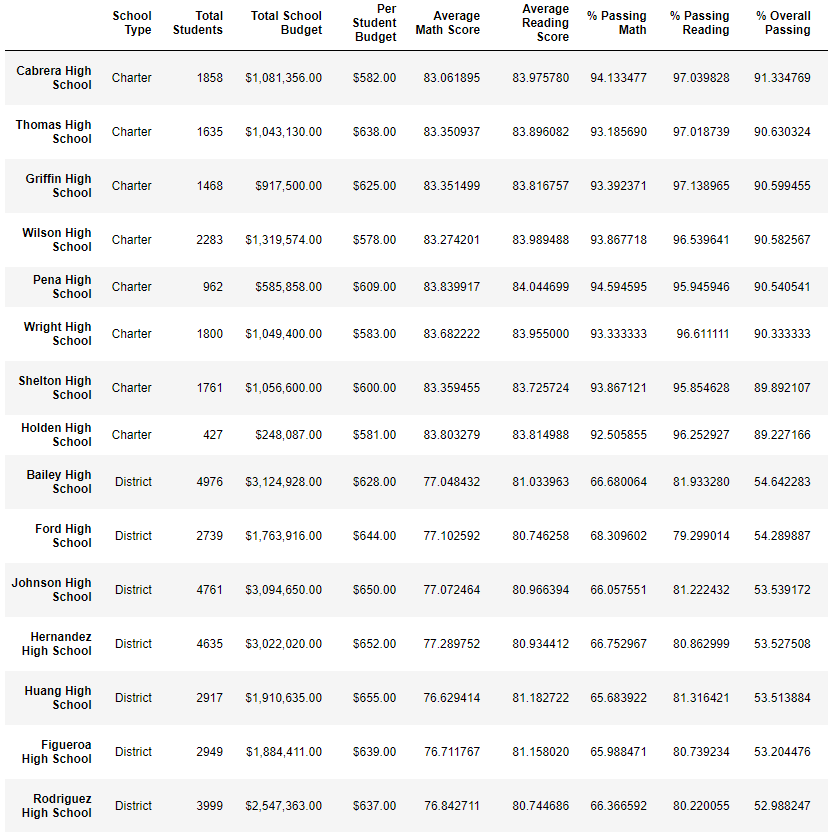 School Type Total Students Total School Budget Per Student Budget Average Math Score Average Reading Score % Passing Math % Passing Reading % Overall Passing
Cabrera High School Charter 1858 $1,081,356.00 $582.00 83.061895 83.975780 94.133477 97.039828 91.334769
Thomas High School Charter 1635 $1,043,130.00 $638.00 83.350937 83.896082 93.185690 97.018739 90.630324
Griffin High School Charter 1468 $917,500.00 $625.00 83.351499 83.816757 93.392371 97.138965 90.599455
Wilson High School Charter 2283 $1,319,574.00 $578.00 83.274201 83.989488 93.867718 96.539641 90.582567
Pena High School Charter 962 $585,858.00 $609.00 83.839917 84.044699 94.594595 95.945946 90.540541
Wright High School Charter 1800 $1,049,400.00 $583.00 83.682222 83.955000 93.333333 96.611111 90.333333
Shelton High School Charter 1761 $1,056,600.00 $600.00 83.359455 83.725724 93.867121 95.854628 89.892107
Holden High School Charter 427 $248,087.00 $581.00 83.803279 83.814988 92.505855 96.252927 89.227166
Bailey High School District 4976 $3,124,928.00 $628.00 77.048432 81.033963 66.680064 81.933280 54.642283
Ford High School District 2739 $1,763,916.00 $644.00 77.102592 80.746258 68.309602 79.299014 54.289887
Johnson High School District 4761 $3,094,650.00 $650.00 77.072464 80.966394 66.057551 81.222432 53.539172
Hernandez High School District 4635 $3,022,020.00 $652.00 77.289752 80.934412 66.752967 80.862999 53.527508
Huang High School District 2917 $1,910,635.00 $655.00 76.629414 81.182722 65.683922 81.316421 53.513884
Figueroa High School District 2949 $1,884,411.00 $639.00 76.711767 81.158020 65.988471 80.739234 53.204476
Rodriguez High School District 3999 $2,547,363.00 $637.00 76.842711 80.744686 66.366592 80.220055 52.988247